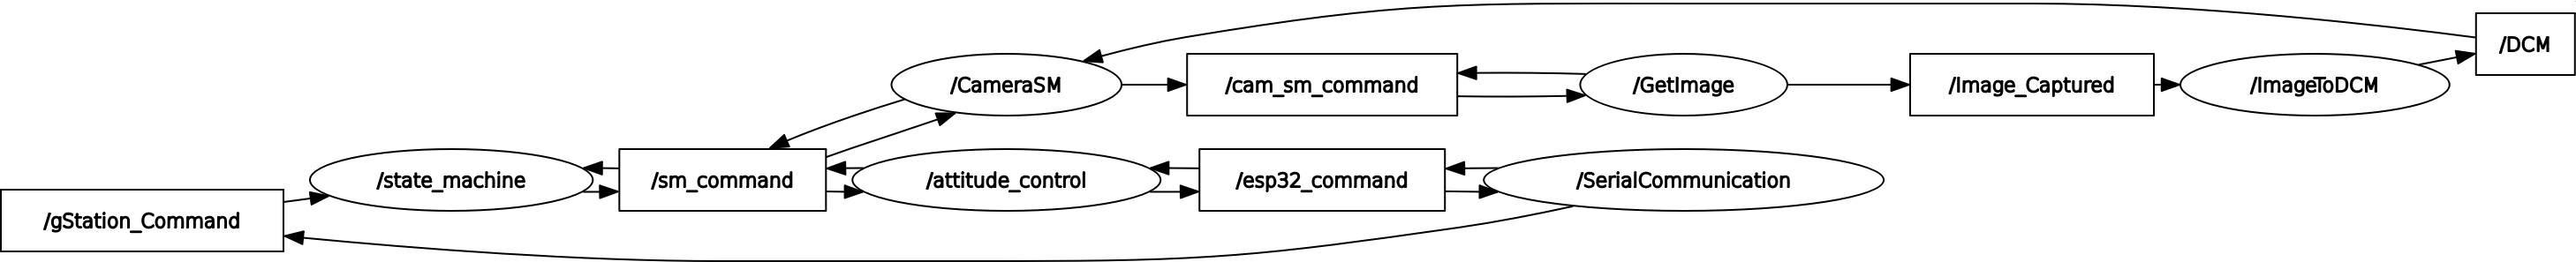 /DCM
/CameraSM
/cam_sm_command
/GetImage
/Image_Captured
/ImageToDCM
/state_machine
/sm_command
/attitude_control
/esp32_command
/SerialCommunication
/gStation_Command